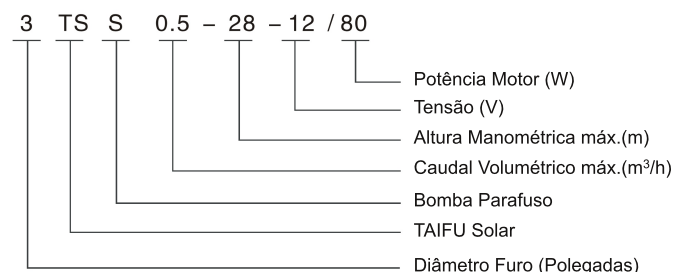 3 TS S 0.5 – 28 – 12 / 80
Potência Motor (W)
Tensão (V)
Altura Manométrica máx.(m)
Caudal Volumétrico máx.(m³/h)
Bomba Parafuso
TAIFU Solar
Diâmetro Furo (Polegadas)